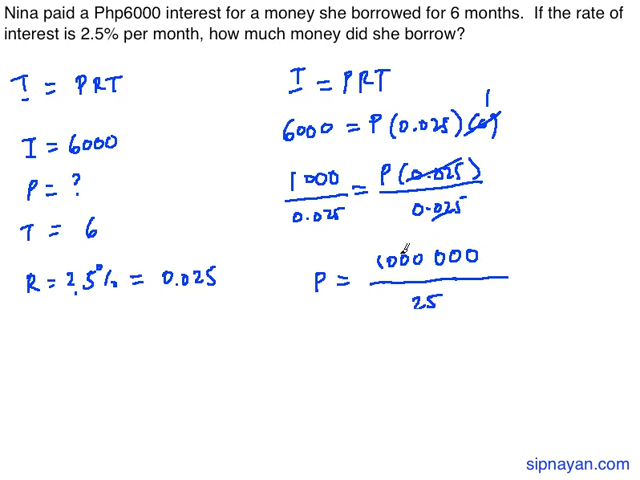 Nina paid a Php6000 interest for a money she borrowed for 6 months.  If the rate of
interest is 2.5% per month, how much money did she borrow?
I = PRT
I = 6000
P = ?
T = 6
R = 2.5% = 0.025
I = PRT
1
6000 = P(0.025)(6)
1000 / 0.025 = P(0.025) / 0.025
P = 1000 000 / 25
sipnayan.com